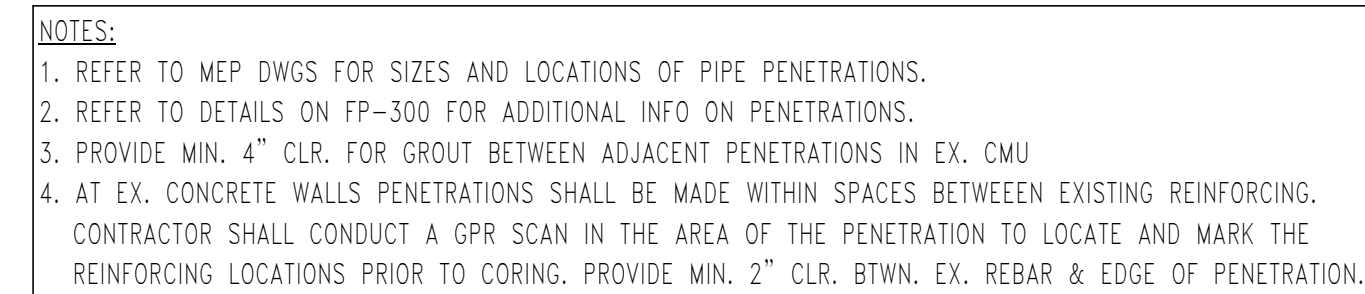 NOTES:
1. REFER TO MEP DWGS FOR SIZES AND LOCATIONS OF PIPE PENETRATIONS.
2. REFER TO DETAILS ON FP-300 FOR ADDITIONAL INFO ON PENETRATIONS.
3. PROVIDE MIN. 4" CLR. FOR GROUT BETWEEN ADJACENT PENETRATIONS IN EX. CMU
4. AT EX. CONCRETE WALLS PENETRATIONS SHALL BE MADE WITHIN SPACES BETWEEEN EXISTING REINFORCING.
CONTRACTOR SHALL CONDUCT A GPR SCAN IN THE AREA OF THE PENETRATION TO LOCATE AND MARK THE
REINFORCING LOCATIONS PRIOR TO CORING. PROVIDE MIN. 2" CLR. BTWN. EX. REBAR & EDGE OF PENETRATION.